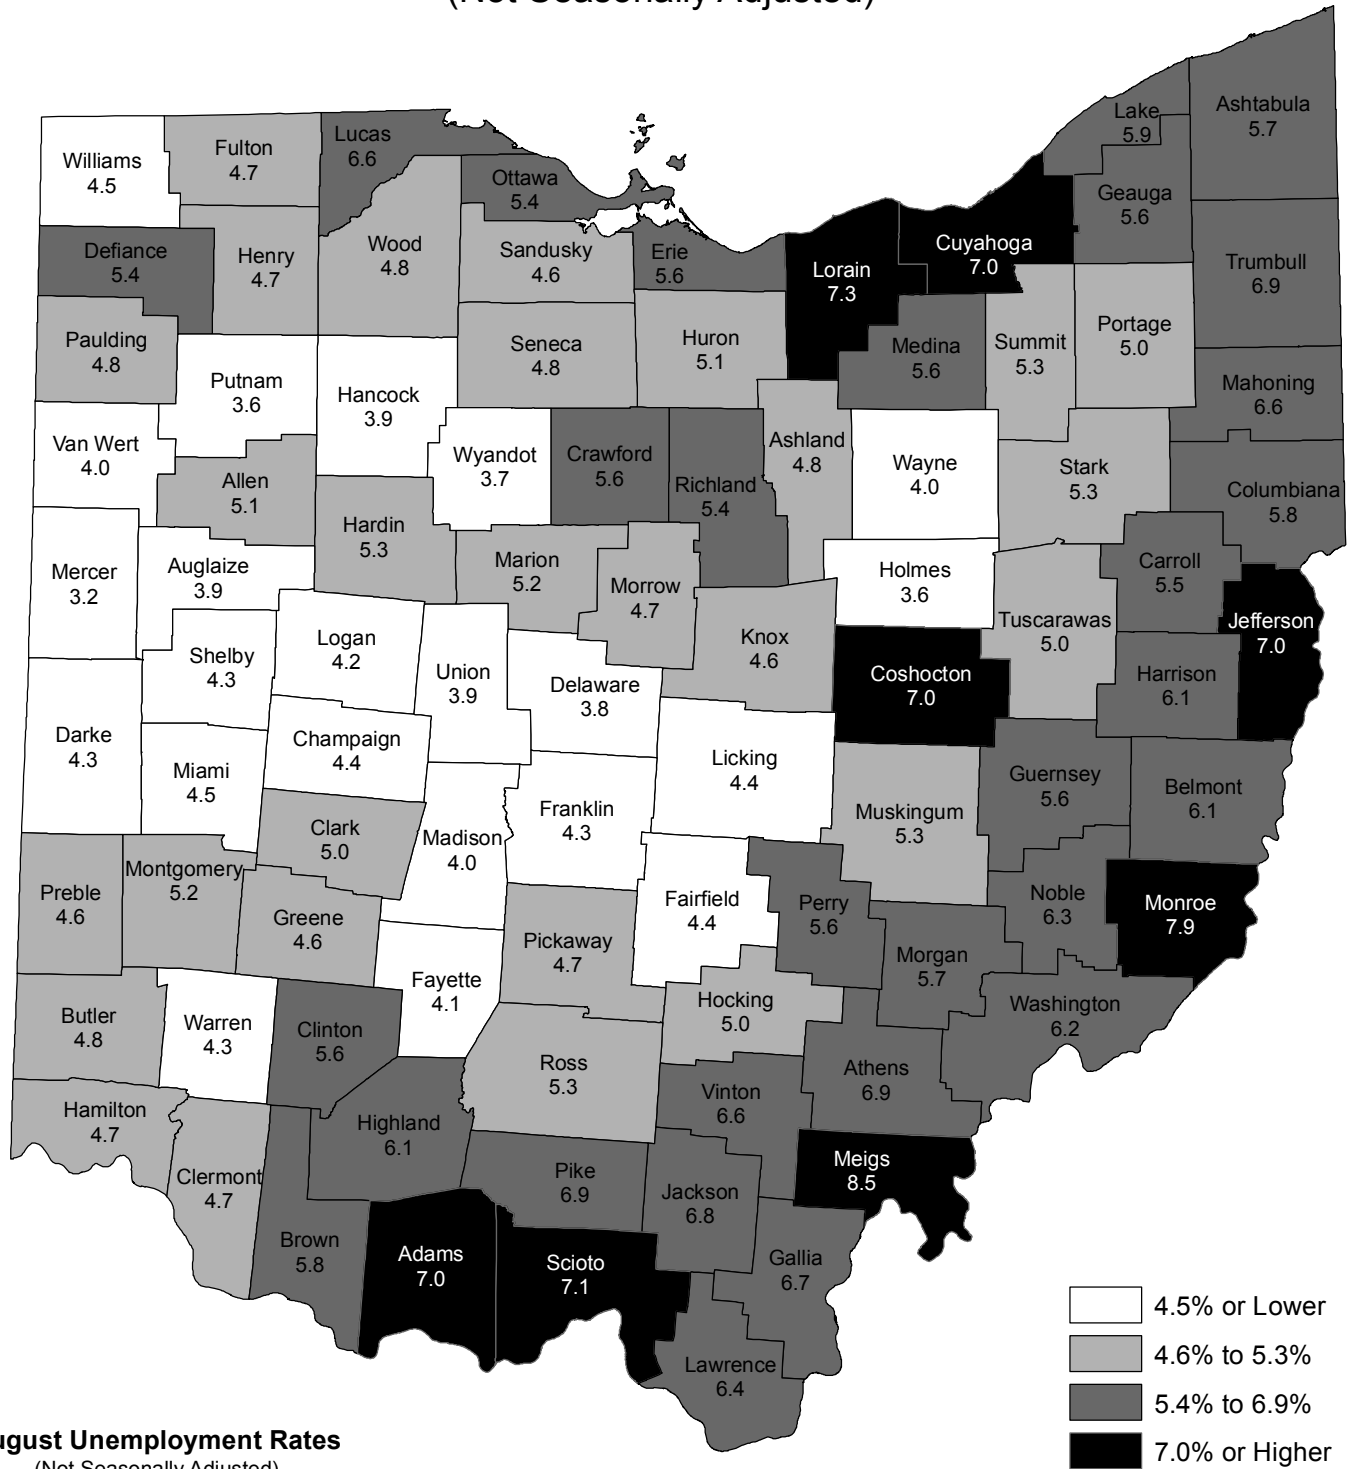 (Not Seasonally Adjusted)
Lake
5.9
Ashtabula
5.7
Williams
4.5
Fulton
4.7
Lucas
6.6
Ottawa
5.4
Geauga
5.6
Defiance
5.4
Henry
4.7
Wood
4.8
Sandusky
4.6
Erie
5.6
Lorain
7.3
Cuyahoga
7.0
Trumbull
6.9
Paulding
4.8
Putnam
3.6
Hancock
3.9
Seneca
4.8
Huron
5.1
Medina
5.6
Summit
5.3
Portage
5.0
Mahoning
6.6
Van Wert
4.0
Allen
5.1
Wyandot
3.7
Crawford
5.6
Richland
5.4
Ashland
4.8
Wayne
4.0
Stark
5.3
Columbiana
5.8
Mercer
3.2
Auglaize
3.9
Hardin
5.3
Marion
5.2
Morrow
4.7
Holmes
3.6
Carroll
5.5
Tuscarawas
5.0
Jefferson
7.0
Shelby
4.3
Logan
4.2
Union
3.9
Delaware
3.8
Knox
4.6
Coshocton
7.0
Harrison
6.1
Darke
4.3
Miami
4.5
Champaign
4.4
Licking
4.4
Muskingum
5.3
Guernsey
5.6
Belmont
6.1
Clark
5.0
Madison
4.0
Franklin
4.3
Preble
4.6
Montgomery
5.2
Greene
4.6
Pickaway
4.7
Fairfield
4.4
Perry
5.6
Morgan
5.7
Noble
6.3
Monroe
7.9
Butler
4.8
Warren
4.3
Clinton
5.6
Fayette
4.1
Ross
5.3
Hocking
5.0
Athens
6.9
Washington
6.2
Hamilton
4.7
Clermont
4.7
Highland
6.1
Vinton
6.6
Meigs
8.5
Brown
5.8
Adams
7.0
Pike
6.9
Scioto
7.1
Jackson
6.8
Gallia
6.7
Lawrence
6.4
4.5% or Lower
4.6% to 5.3%
5.4% to 6.9%
7.0% or Higher
ugust Unemployment Rates
(Not Seasonally Adjusted)